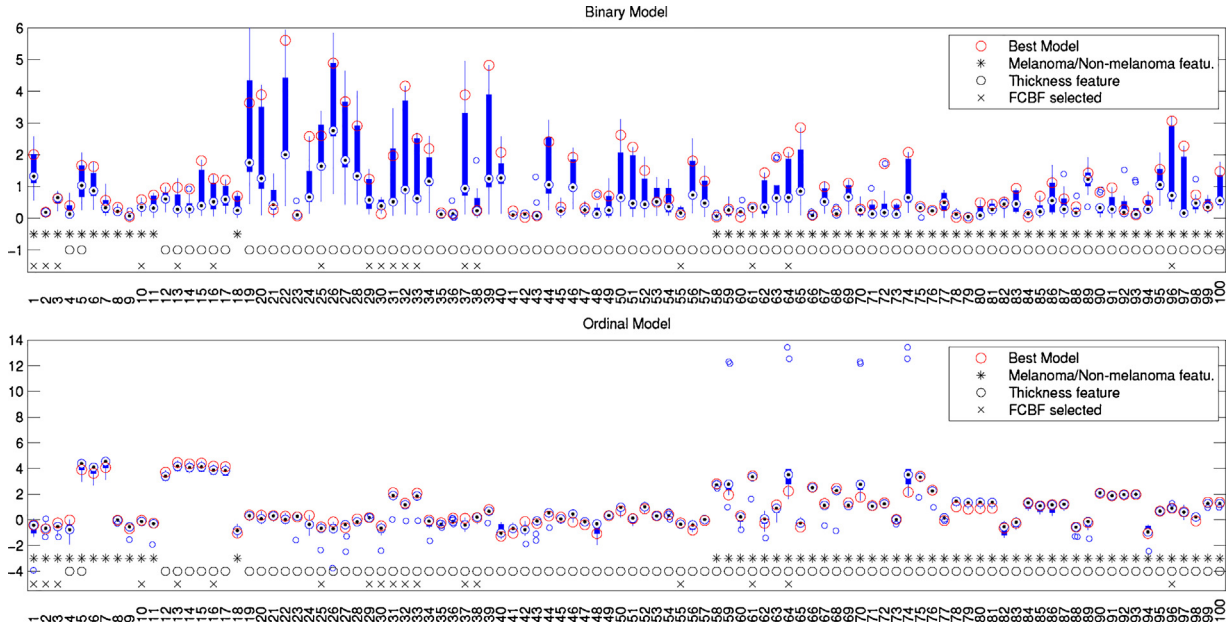 Binary Model
6
5
4
3
2
1
0
−1
Best Model
Melanoma/Non-melanoma featu.
Thickness feature
FCBF selected
1 2 3 4 5 6 7 8 9 10 11 12 13 14 15 16 17 18 19 20 21 22 23 24 25 26 27 28 29 30 31 32 33 34 35 36 37 38 39 40 41 42 43 44 45 46 47 48 49 50 51 52 53 54 55 56 57 58 59 60 61 62 63 64 65 66 67 68 69 70 71 72 73 74 75 76 77 78 79 80 81 82 83 84 85 86 87 88 89 90 91 92 93 94 95 96 97 98 99 100
Ordinal Model
14
12
10
8
6
4
2
0
−2
−4
Best Model
Melanoma/Non-melanoma featu.
Thickness feature
FCBF selected
1 2 3 4 5 6 7 8 9 10 11 12 13 14 15 16 17 18 19 20 21 22 23 24 25 26 27 28 29 30 31 32 33 34 35 36 37 38 39 40 41 42 43 44 45 46 47 48 49 50 51 52 53 54 55 56 57 58 59 60 61 62 63 64 65 66 67 68 69 70 71 72 73 74 75 76 77 78 79 80 81 82 83 84 85 86 87 88 89 90 91 92 93 94 95 96 97 98 99 100